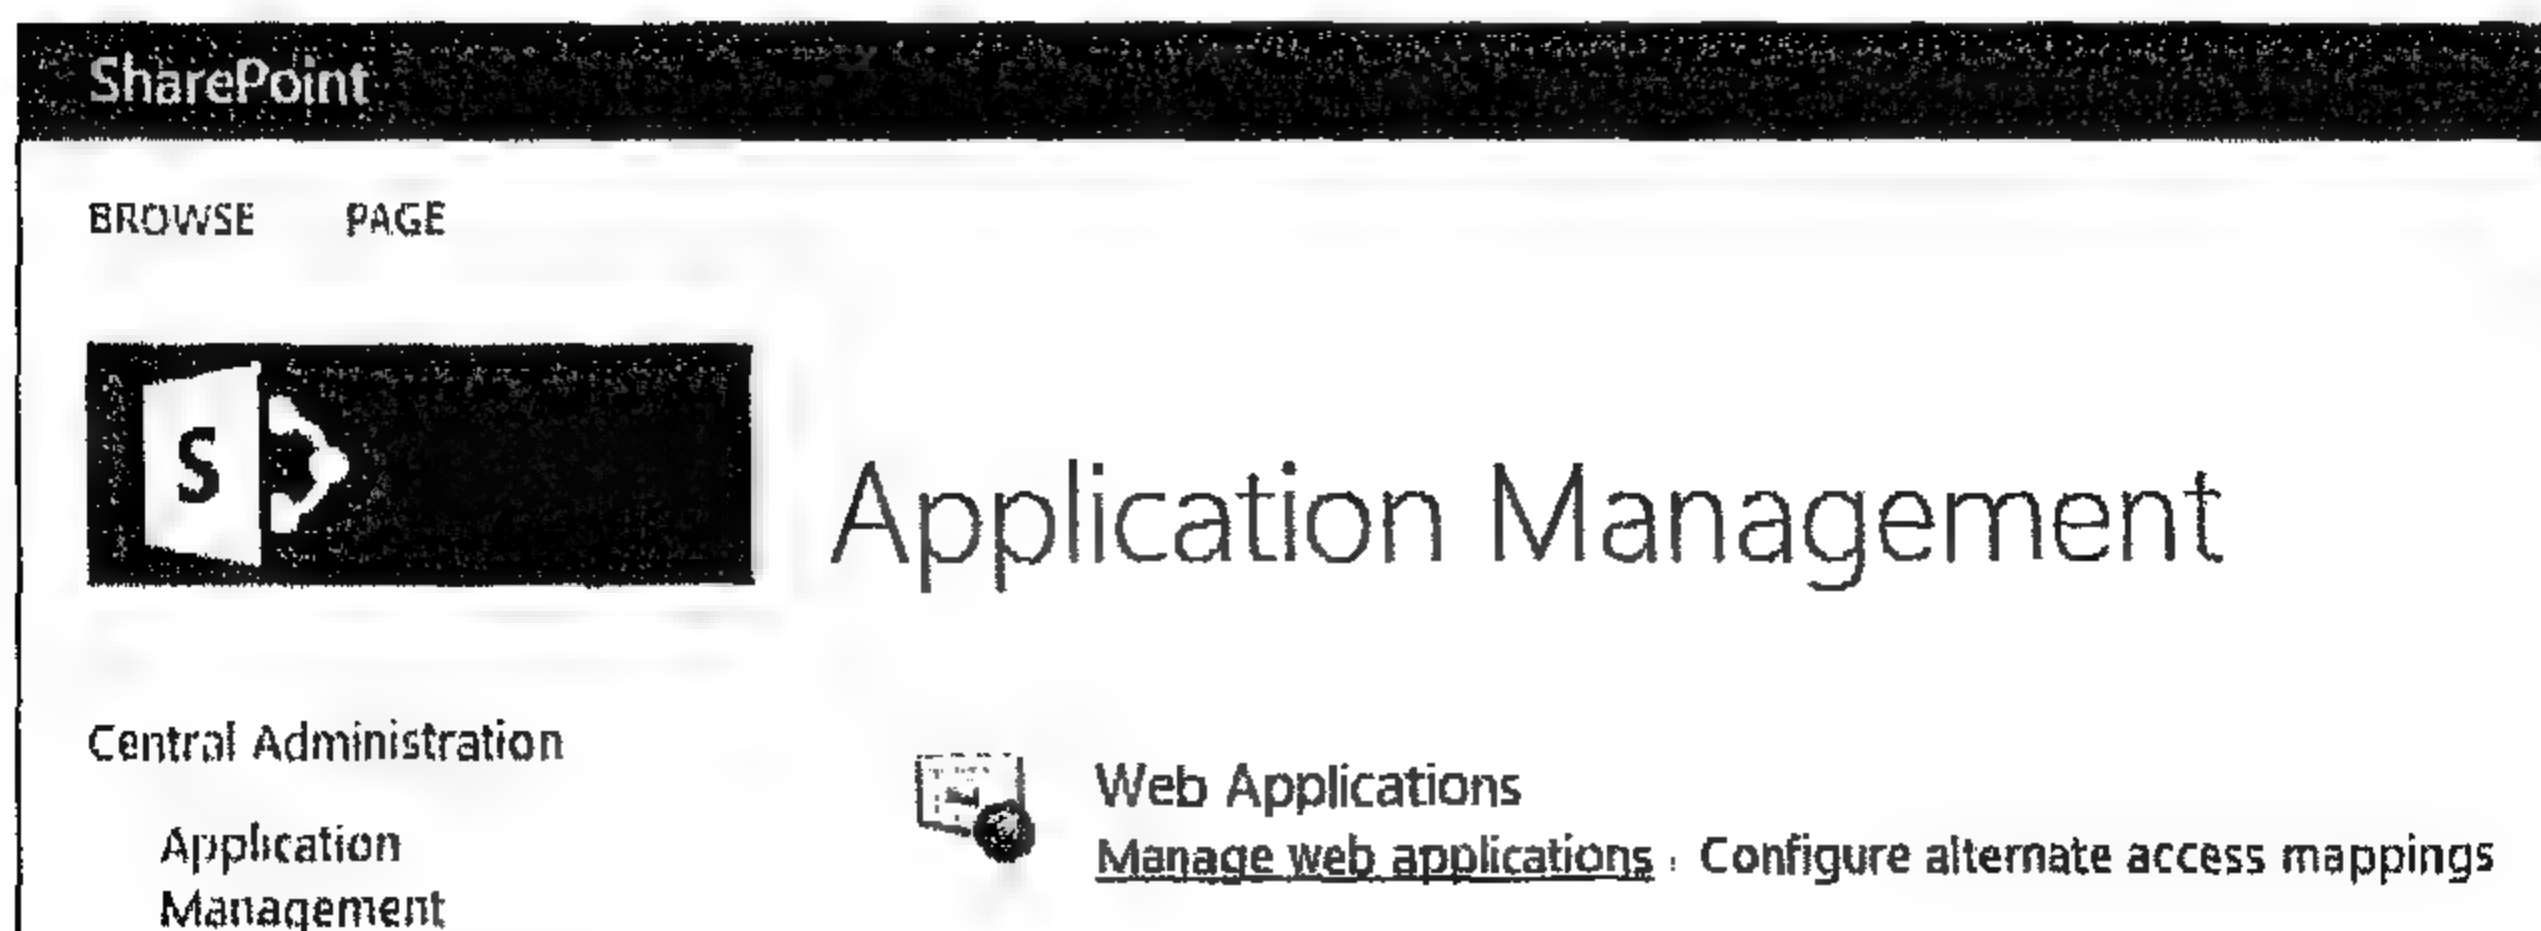 SharePoint
BROWSE PAGE
S
Application Management
Central Administration
Application
Management
Web Applications
Manage web applications Configure alternate access mappings